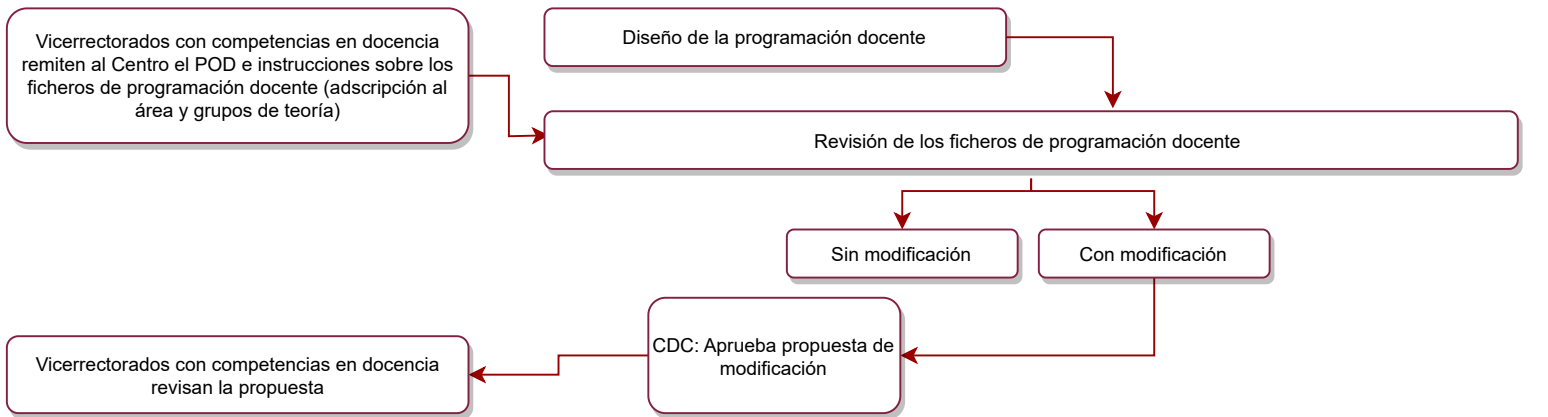 Vicerrectorados con competencias en docencia
remiten al Centro el POD e instrucciones sobre los
ficheros de programación docente (adscripción al
área y grupos de teoría)
Diseño de la programación docente
Revisión de los ficheros de programación docente
Sin modificación
Con modificación
CDC: Aprueba propuesta de
modificación
Vicerrectorados con competencias en docencia
revisan la propuesta